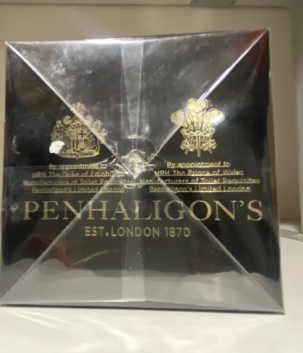 By appointment to
HRH The Duke of Edinburgh
Manufacturers of Toilet Requisites
Penhaligon's Limited London
By appointment to
HRH The Prince of Wales
Manufacturers of Toilet Requisites
Penhaligon's Limited London
PENHALIGON'S
EST. LONDON 1870